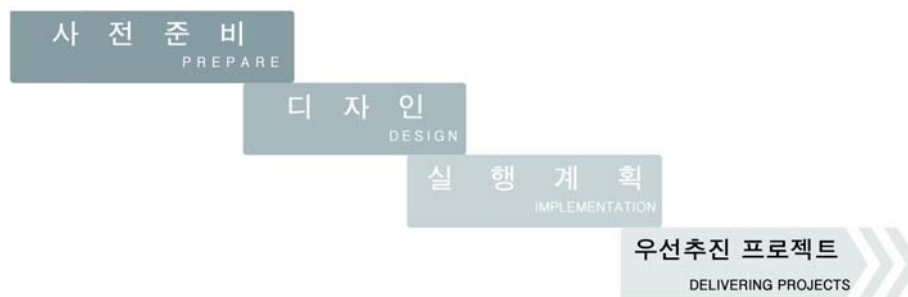 사 전 준 비
PREPARE
디 자 인
DESIGN
실 행 계 획
IMPLEMENTATION
우선추진 프로젝트
DELIVERING PROJECTS